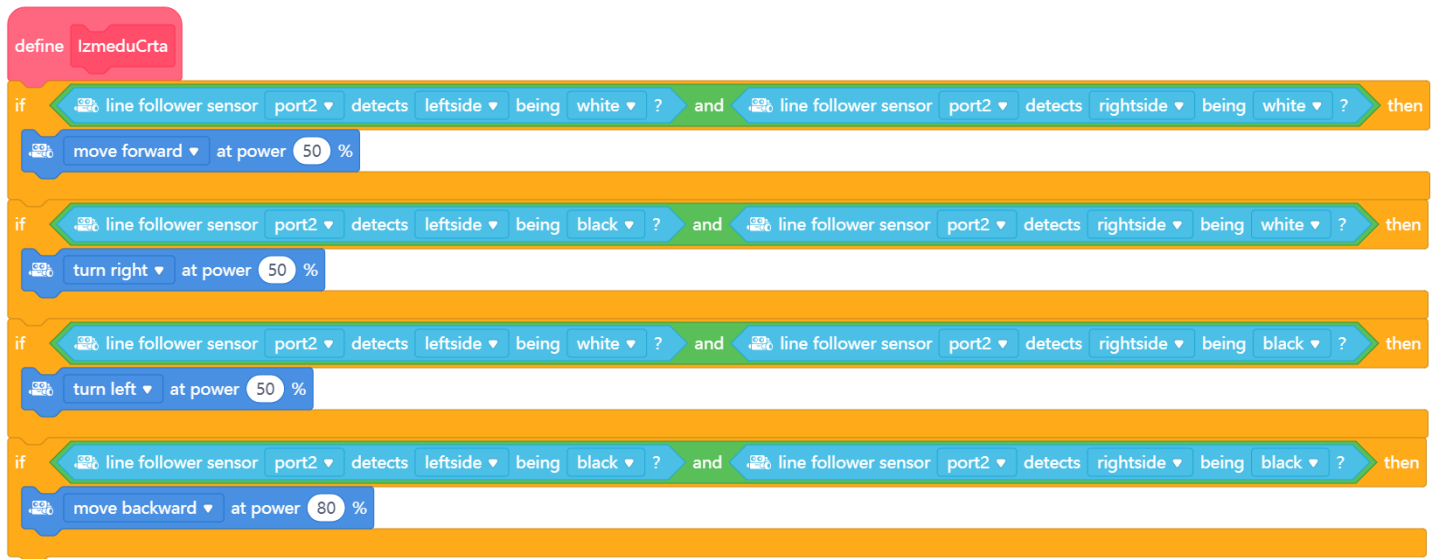 define IzmeduCrta
if line follower sensor port2 detects leftside being white ? and line follower sensor port2 detects rightside being white ? then
move forward at power 50 %
if line follower sensor port2 detects leftside being black ? and line follower sensor port2 detects rightside being white ? then
turn right at power 50 %
if line follower sensor port2 detects leftside being white ? and line follower sensor port2 detects rightside being black ? then
turn left at power 50 %
if line follower sensor port2 detects leftside being black ? and line follower sensor port2 detects rightside being black ? then
move backward at power 80 %